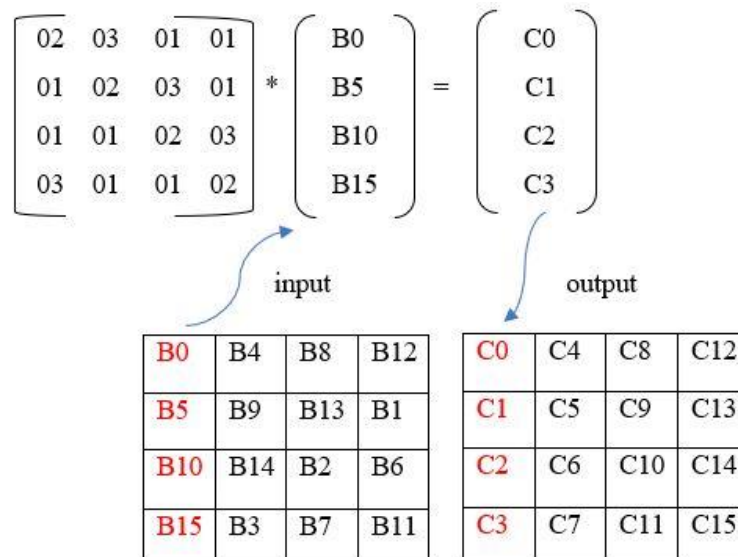 02 03 01 01 B0 C0
01 02 03 01 * B5 = C1
01 01 02 03 B10 C2
03 01 01 02 B15 C3
input output
B0 B4 B8 B12 C0 C4 C8 C12
B5 B9 B13 B1 C1 C5 C9 C13
B10 B14 B2 B6 C2 C6 C10 C14
B15 B3 B7 B11 C3 C7 C11 C15